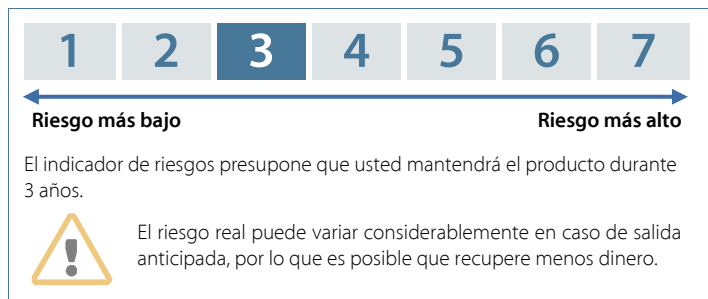 1 2 3 4 5 6 7
Riesgo más bajo Riesgo más alto
El indicador de riesgos presupone que usted mantendrá el producto durante
3 años.
El riesgo real puede variar considerablemente en caso de salida
anticipada, por lo que es posible que recupere menos dinero.